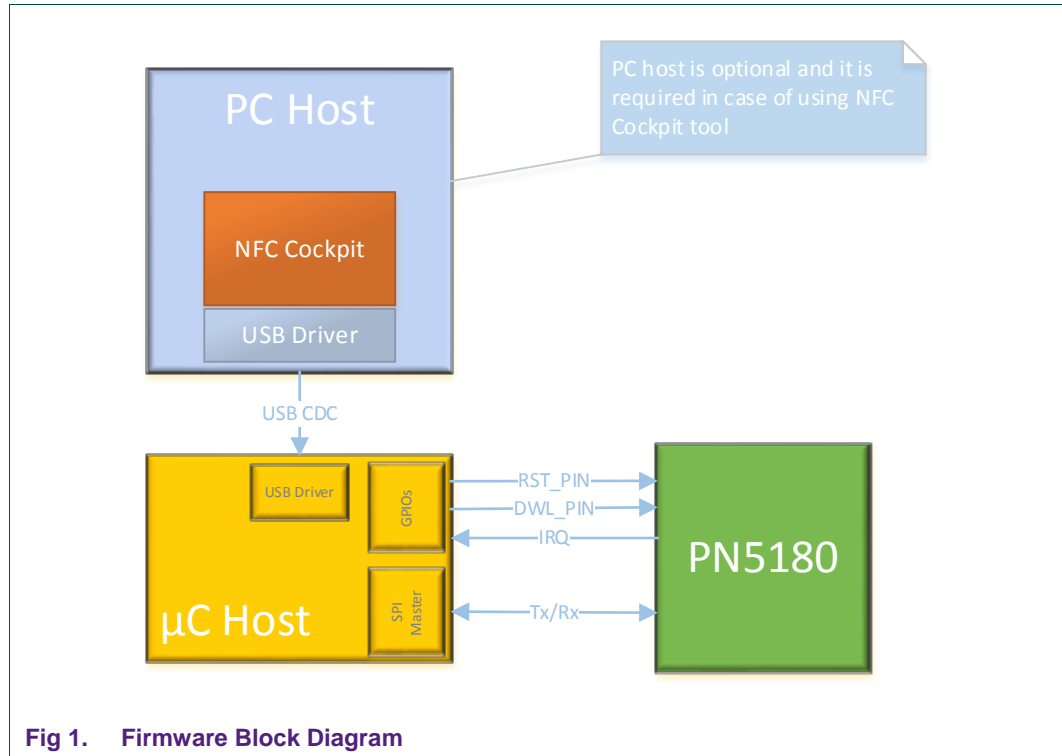 PC Host
PC host is optional and it is
required in case of using NFC
Cockpit tool
NFC Cockpit
USB Driver
USB CDC
USB Driver
GPIOs
RST_PIN
DWL_PIN
IRQ
PN5180
µC Host
SPI
Master
Tx/Rx
Fig 1. Firmware Block Diagram